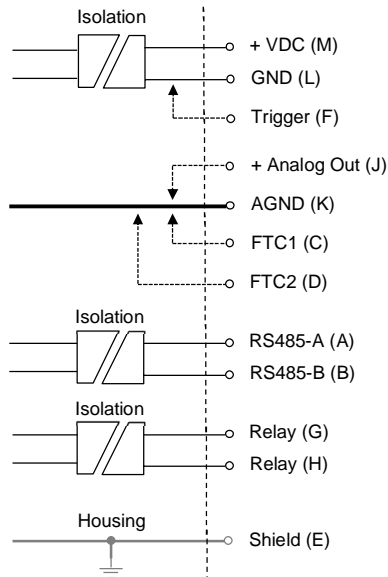 Isolation
+ VDC (M)
GND (L)
Trigger (F)
+ Analog Out (J)
AGND (K)
FTC1 (C)
FTC2 (D)
Isolation
RS485-A (A)
RS485-B (B)
Isolation
Relay (G)
Relay (H)
Housing
Shield (E)